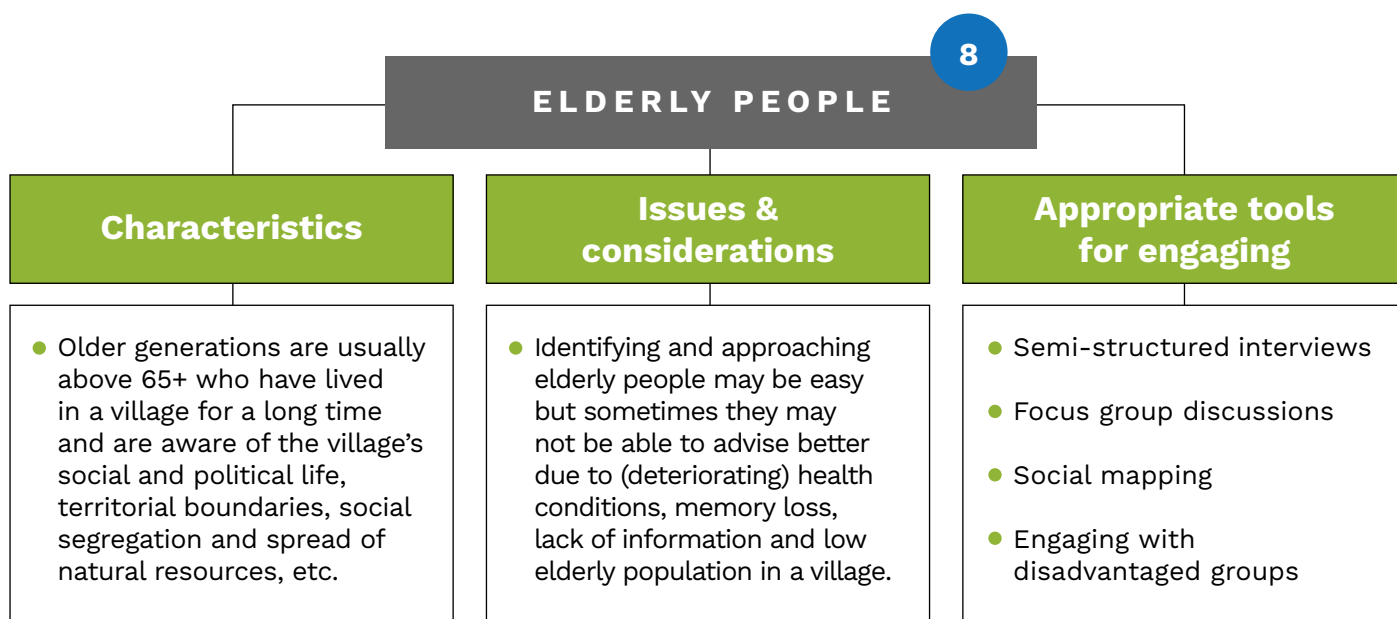 8
ELDERLY PEOPLE
Characteristics
Older generations are usually
above 65+ who have lived
in a village for a long time
and are aware of the village's
social and political life,
territorial boundaries, social
segregation and spread of
natural resources, etc.
Issues &
considerations
Identifying and approaching
elderly people may be easy
but sometimes they may
not be able to advise better
due to (deteriorating) health
conditions, memory loss,
lack of information and low
elderly population in a village.
Appropriate tools
for engaging
Semi-structured interviews
Focus group discussions
Social mapping
Engaging with
disadvantaged groups